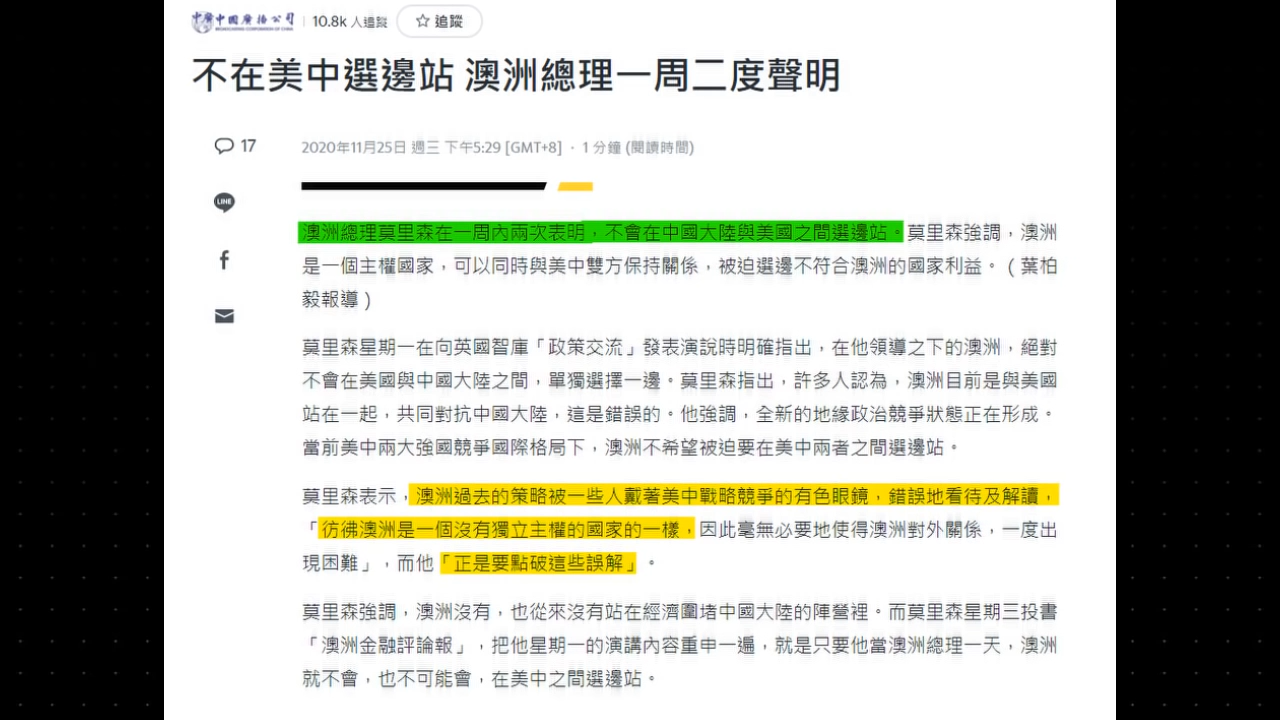 中廣 中國廣播公司
BROADCASTING CORPORATION OF CHINA
10.8k 人追蹤
☆ 追蹤
不在美中選邊站 澳洲總理一周二度聲明
17
2020年11月25日 週三 下午5:29 [GMT+8] · 1 分鐘 (閱讀時間)
LINE
澳洲總理莫里森在一周內兩次表明，不會在中國大陸與美國之間選邊站。莫里森強調，澳洲
是一個主權國家，可以同時與美中雙方保持關係，被迫選邊不符合澳洲的國家利益。（葉柏
毅報導）
莫里森星期一在向英國智庫「政策交流」發表演說時明確指出，在他領導之下的澳洲，絕對
不會在美國與中國大陸之間，單獨選擇一邊。莫里森指出，許多人認為，澳洲目前是與美國
站在一起，共同對抗中國大陸，這是錯誤的。他強調，全新的地緣政治競爭狀態正在形成。
當前美中兩大強國競爭國際格局下，澳洲不希望被迫要在美中兩者之間選邊站。
莫里森表示，澳洲過去的策略被一些人戴著美中戰略競爭的有色眼鏡，錯誤地看待及解讀，
「彷彿澳洲是一個沒有獨立主權的國家的一樣，因此毫無必要地使得澳洲對外關係，一度出
現困難」，而他「正是要點破這些誤解」。
莫里森強調，澳洲沒有，也從來沒有站在經濟圍堵中國大陸的陣營裡。而莫里森星期三投書
「澳洲金融評論報」，把他星期一的演講內容重申一遍，就是只要他當澳洲總理一天，澳洲
就不會，也不可能會，在美中之間選邊站。